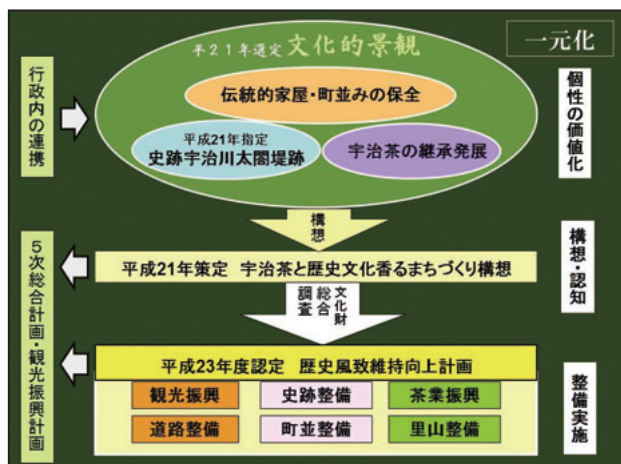 平21年選定 文化的景観
一元化
行政内の連携
伝統的家屋・町並みの保全
平成21年指定
史跡宇治川太閤堤跡
宇治茶の継承発展
個性の価値化
構想
5次総合計画・観光振興計画
平成21年策定 宇治茶と歴史文化香るまちづくり構想
構想・認知
文化財
総合
調査
平成23年度認定 歴史風致維持向上計画
観光振興
史跡整備
茶業振興
道路整備
町並整備
里山整備
整備実施